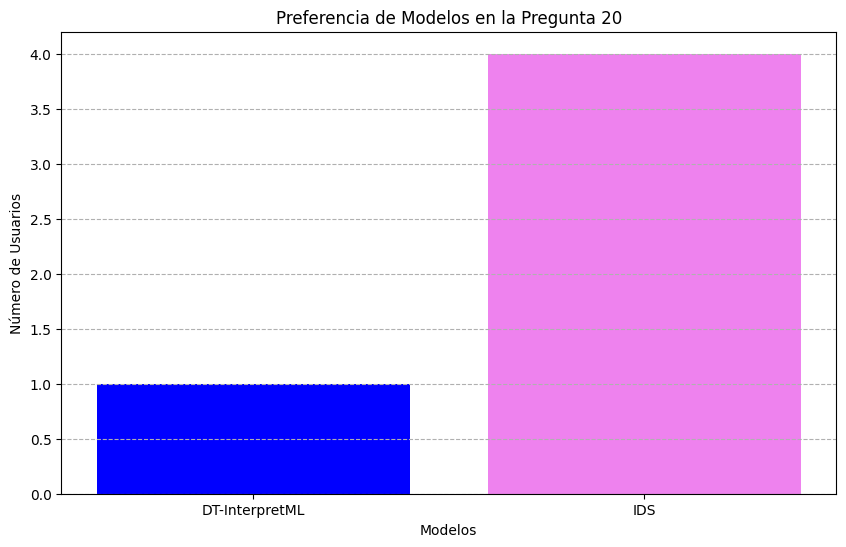 Preferencia de Modelos en la Pregunta 20
Número de Usuarios
4.0
3.5
3.0
2.5
2.0
1.5
1.0
0.5
0.0
DT-InterpretML
IDS
Modelos